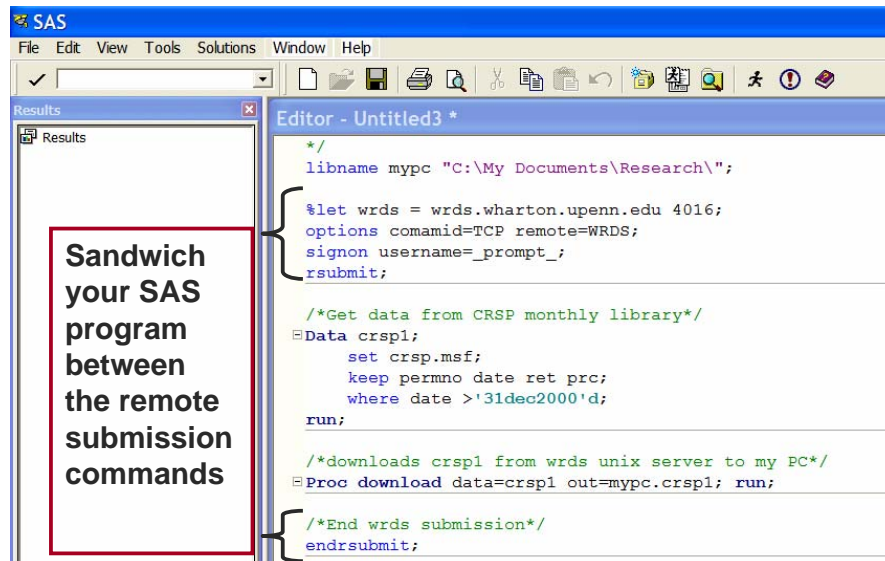 SAS
File Edit View Tools Solutions Window Help
Results
Results
Sandwich
your SAS
program
between
the remote
submission
commands
Editor - Untitled3 *
*/
libname mypc "C:\My Documents\Research\";
%let wrds = wrds.wharton.upenn.edu 4016;
options comamid=TCP remote=WRDS;
signon username=_prompt_;
rsubmit;
/*Get data from CRSP monthly library*/
Data crsp1;
set crsp.msf;
keep permno date ret prc;
where date >'31dec2000'd;
run;
/*downloads crsp1 from wrds unix server to my PC*/
Proc download data=crsp1 out=mypc.crsp1; run;
/*End wrds submission*/
endrsubmit;